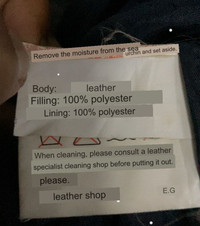 Remove the moisture from the sea
urchin and set aside.
Body: leather
Filling: 100% polyester
Lining: 100% polyester
When cleaning, please consult a leather
specialist cleaning shop before putting it out.
please.
leather shop
E.G